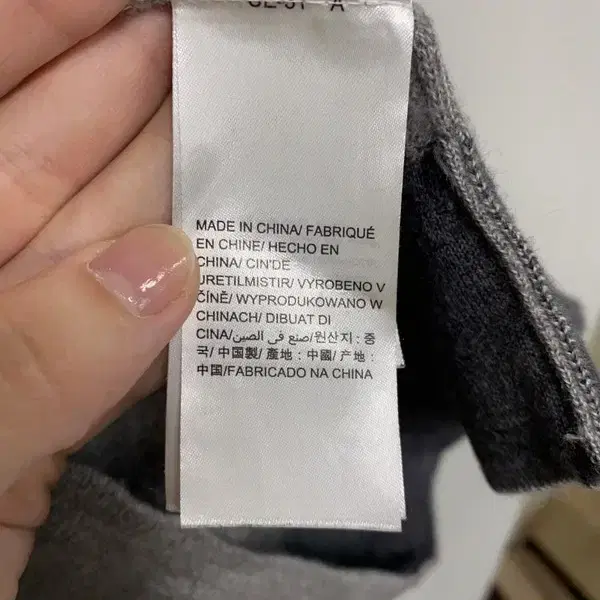 MADE IN CHINA/ FABRIQUÉ
EN CHINE/ HECHO EN
CHINA/ CIN'DE
URETILMISTIR/ VYROBENO V
ČÍNĚ/ WYPRODUKOWANO W
CHINACH/ DIBUAT DI
CINA/صنع في الصين/원산지 : 중
국/ 中国製/ 產地 : 中國/ 产地 :
中国/FABRICADO NA CHINA